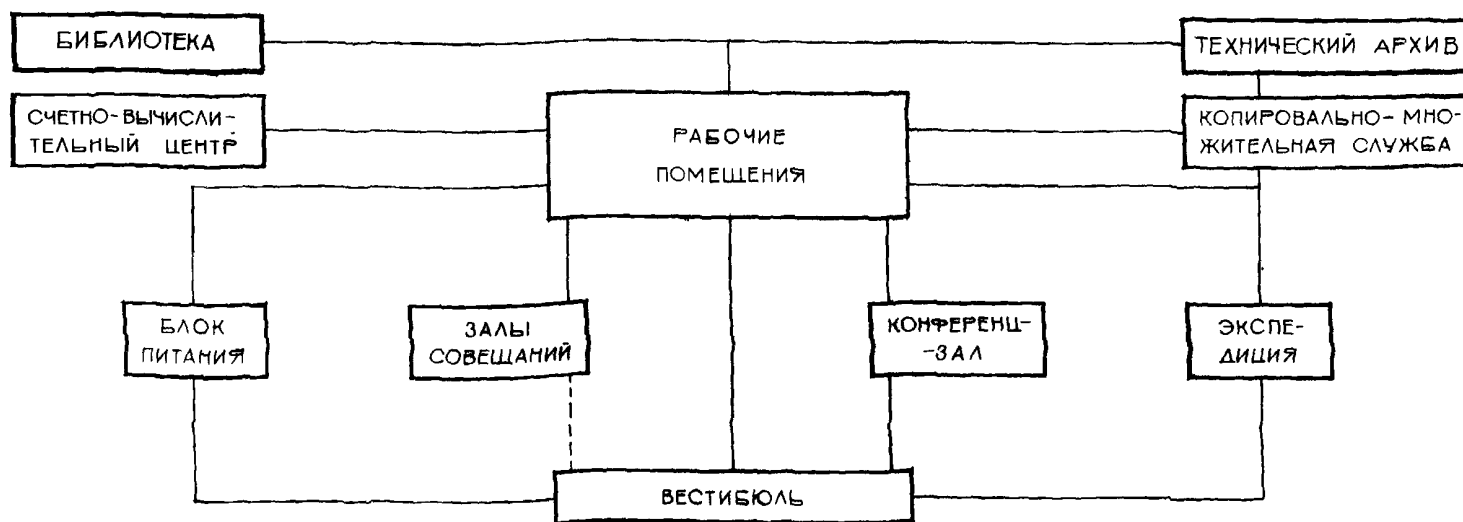 БИБЛИОТЕКА
ТЕХНИЧЕСКИЙ АРХИВ
СЧЕТНО-ВЫЧИСЛИ-
ТЕЛЬНЫЙ ЦЕНТР
РАБОЧИЕ
ПОМЕЩЕНИЯ
КОПИРОВАЛЬНО-МНО-
ЖИТЕЛЬНАЯ СЛУЖБА
БЛОК
ПИТАНИЯ
ЗАЛЫ
СОВЕЩАНИЙ
КОНФЕРЕНЦ-
-ЗАЛ
ЭКСПЕ-
ДИЦИЯ
ВЕСТИБЮЛЬ